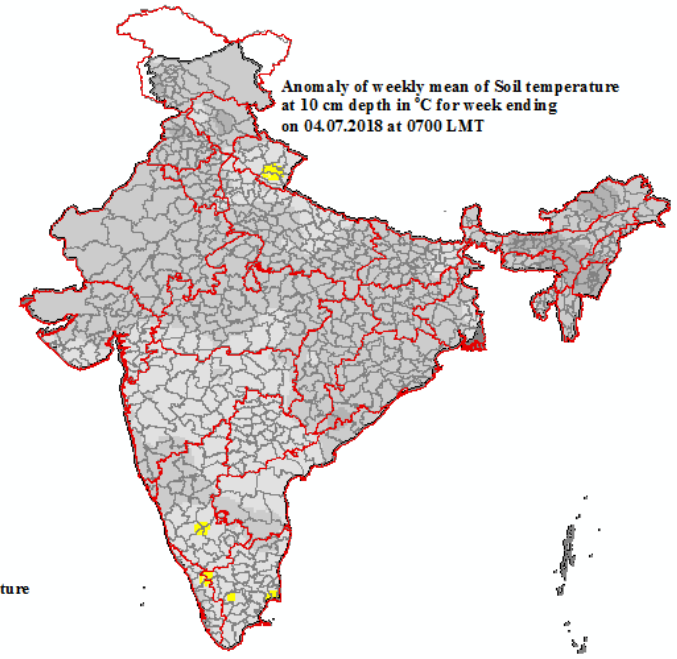 Anomaly of weekly mean of Soil temperature
at 10 cm depth in °C for week ending
on 04.07.2018 at 0700 LMT
ture